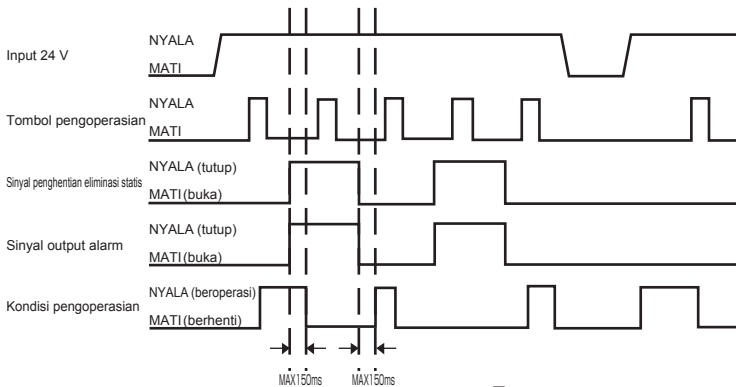 Input 24 V
NYALA
MATI
Tombol pengoperasian
NYALA
MATI
Sinyal penghentian eliminasi statis
NYALA (tutup)
MATI (buka)
Sinyal output alarm
NYALA (tutup)
MATI (buka)
Kondisi pengoperasian
NYALA (beroperasi)
MATI (berhenti)
MAX150ms
MAX150ms